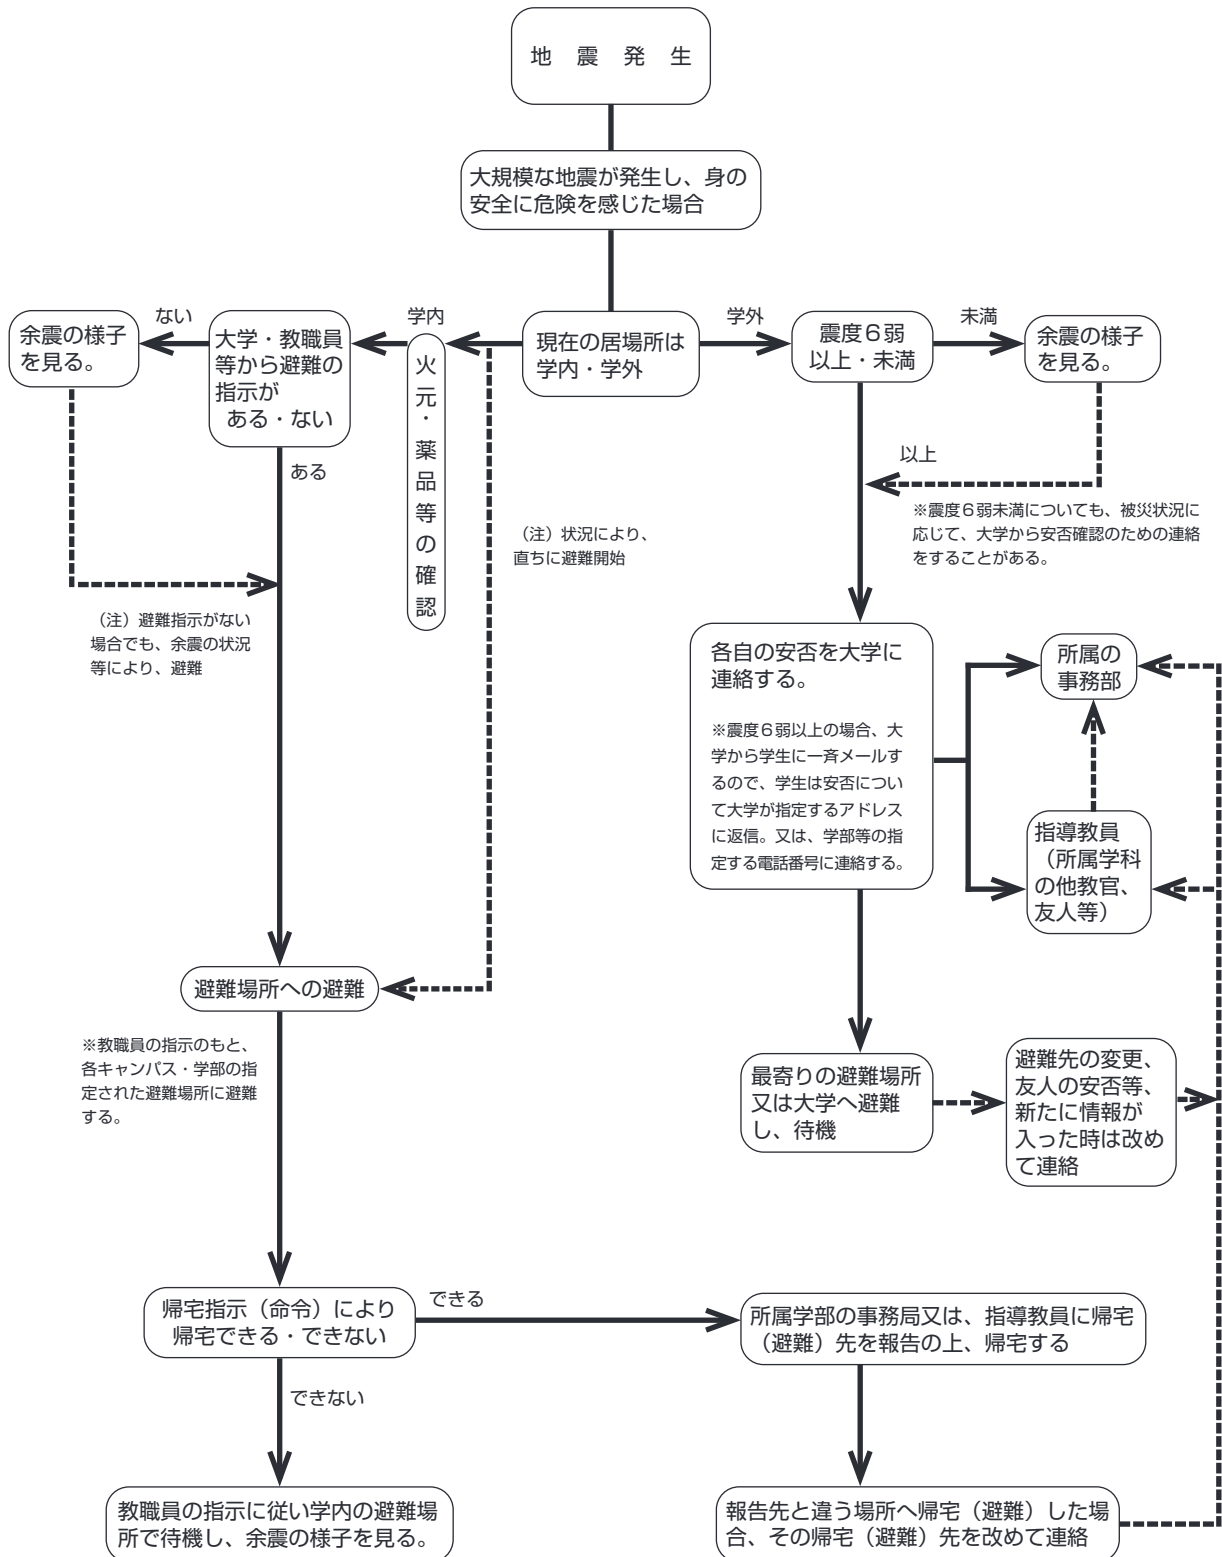 地 震 発 生
大規模な地震が発生し、身の
安全に危険を感じた場合
余震の様子
を見る。
ない
大学・教職員
等から避難の
指示が
ある・ない
学内
火元・薬品等の確認
現在の居場所は
学内・学外
学外
震度6弱
以上・未満
未満
余震の様子
を見る。
ある
以上
※震度6弱未満についても、被災状況に
応じて、大学から安否確認のための連絡
をすることがある。
(注)状況により、
直ちに避難開始
(注)避難指示がない
場合でも、余震の状況
等により、避難
各自の安否を大学に
連絡する。
※震度6弱以上の場合、大
学から学生に一斉メールす
るので、学生は安否につい
て大学が指定するアドレス
に返信。又は、学部等の指
定する電話番号に連絡する。
所属の
事務部
指導教員
(所属学科
の他教官、
友人等)
避難場所への避難
※教職員の指示のもと、
各キャンパス・学部の指
定された避難場所に避難
する。
最寄りの避難場所
又は大学へ避難
し、待機
避難先の変更、
友人の安否等、
新たに情報が
入った時は改め
て連絡
帰宅指示(命令)により
帰宅できる・できない
できる
所属学部の事務局又は、指導教員に帰宅
(避難)先を報告の上、帰宅する
できない
教職員の指示に従い学内の避難場
所で待機し、余震の様子を見る。
報告先と違う場所へ帰宅(避難)した場
合、その帰宅(避難)先を改めて連絡